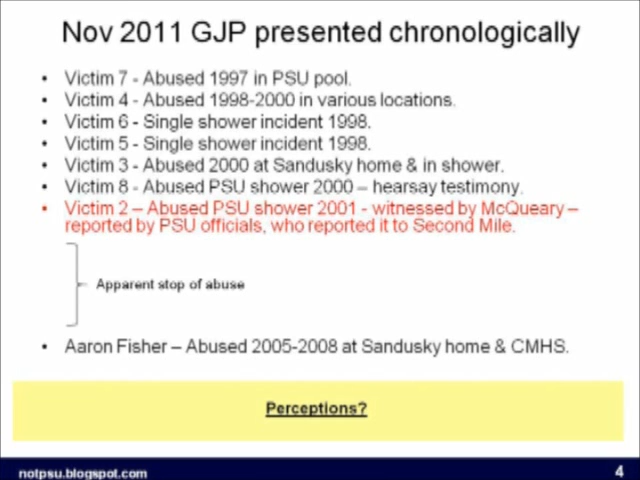 Nov 2011 GJP presented chronologically
• Victim 7 - Abused 1997 in PSU pool.
• Victim 4 - Abused 1998-2000 in various locations.
• Victim 6 - Single shower incident 1998.
• Victim 5 - Single shower incident 1998.
• Victim 3 - Abused 2000 at Sandusky home & in shower.
• Victim 8 - Abused PSU shower 2000 – hearsay testimony.
• Victim 2 – Abused PSU shower 2001 - witnessed by McQueary –
reported by PSU officials, who reported it to Second Mile.
Apparent stop of abuse
• Aaron Fisher – Abused 2005-2008 at Sandusky home & CMHS.
Perceptions?
notpsu.blogspot.com 4